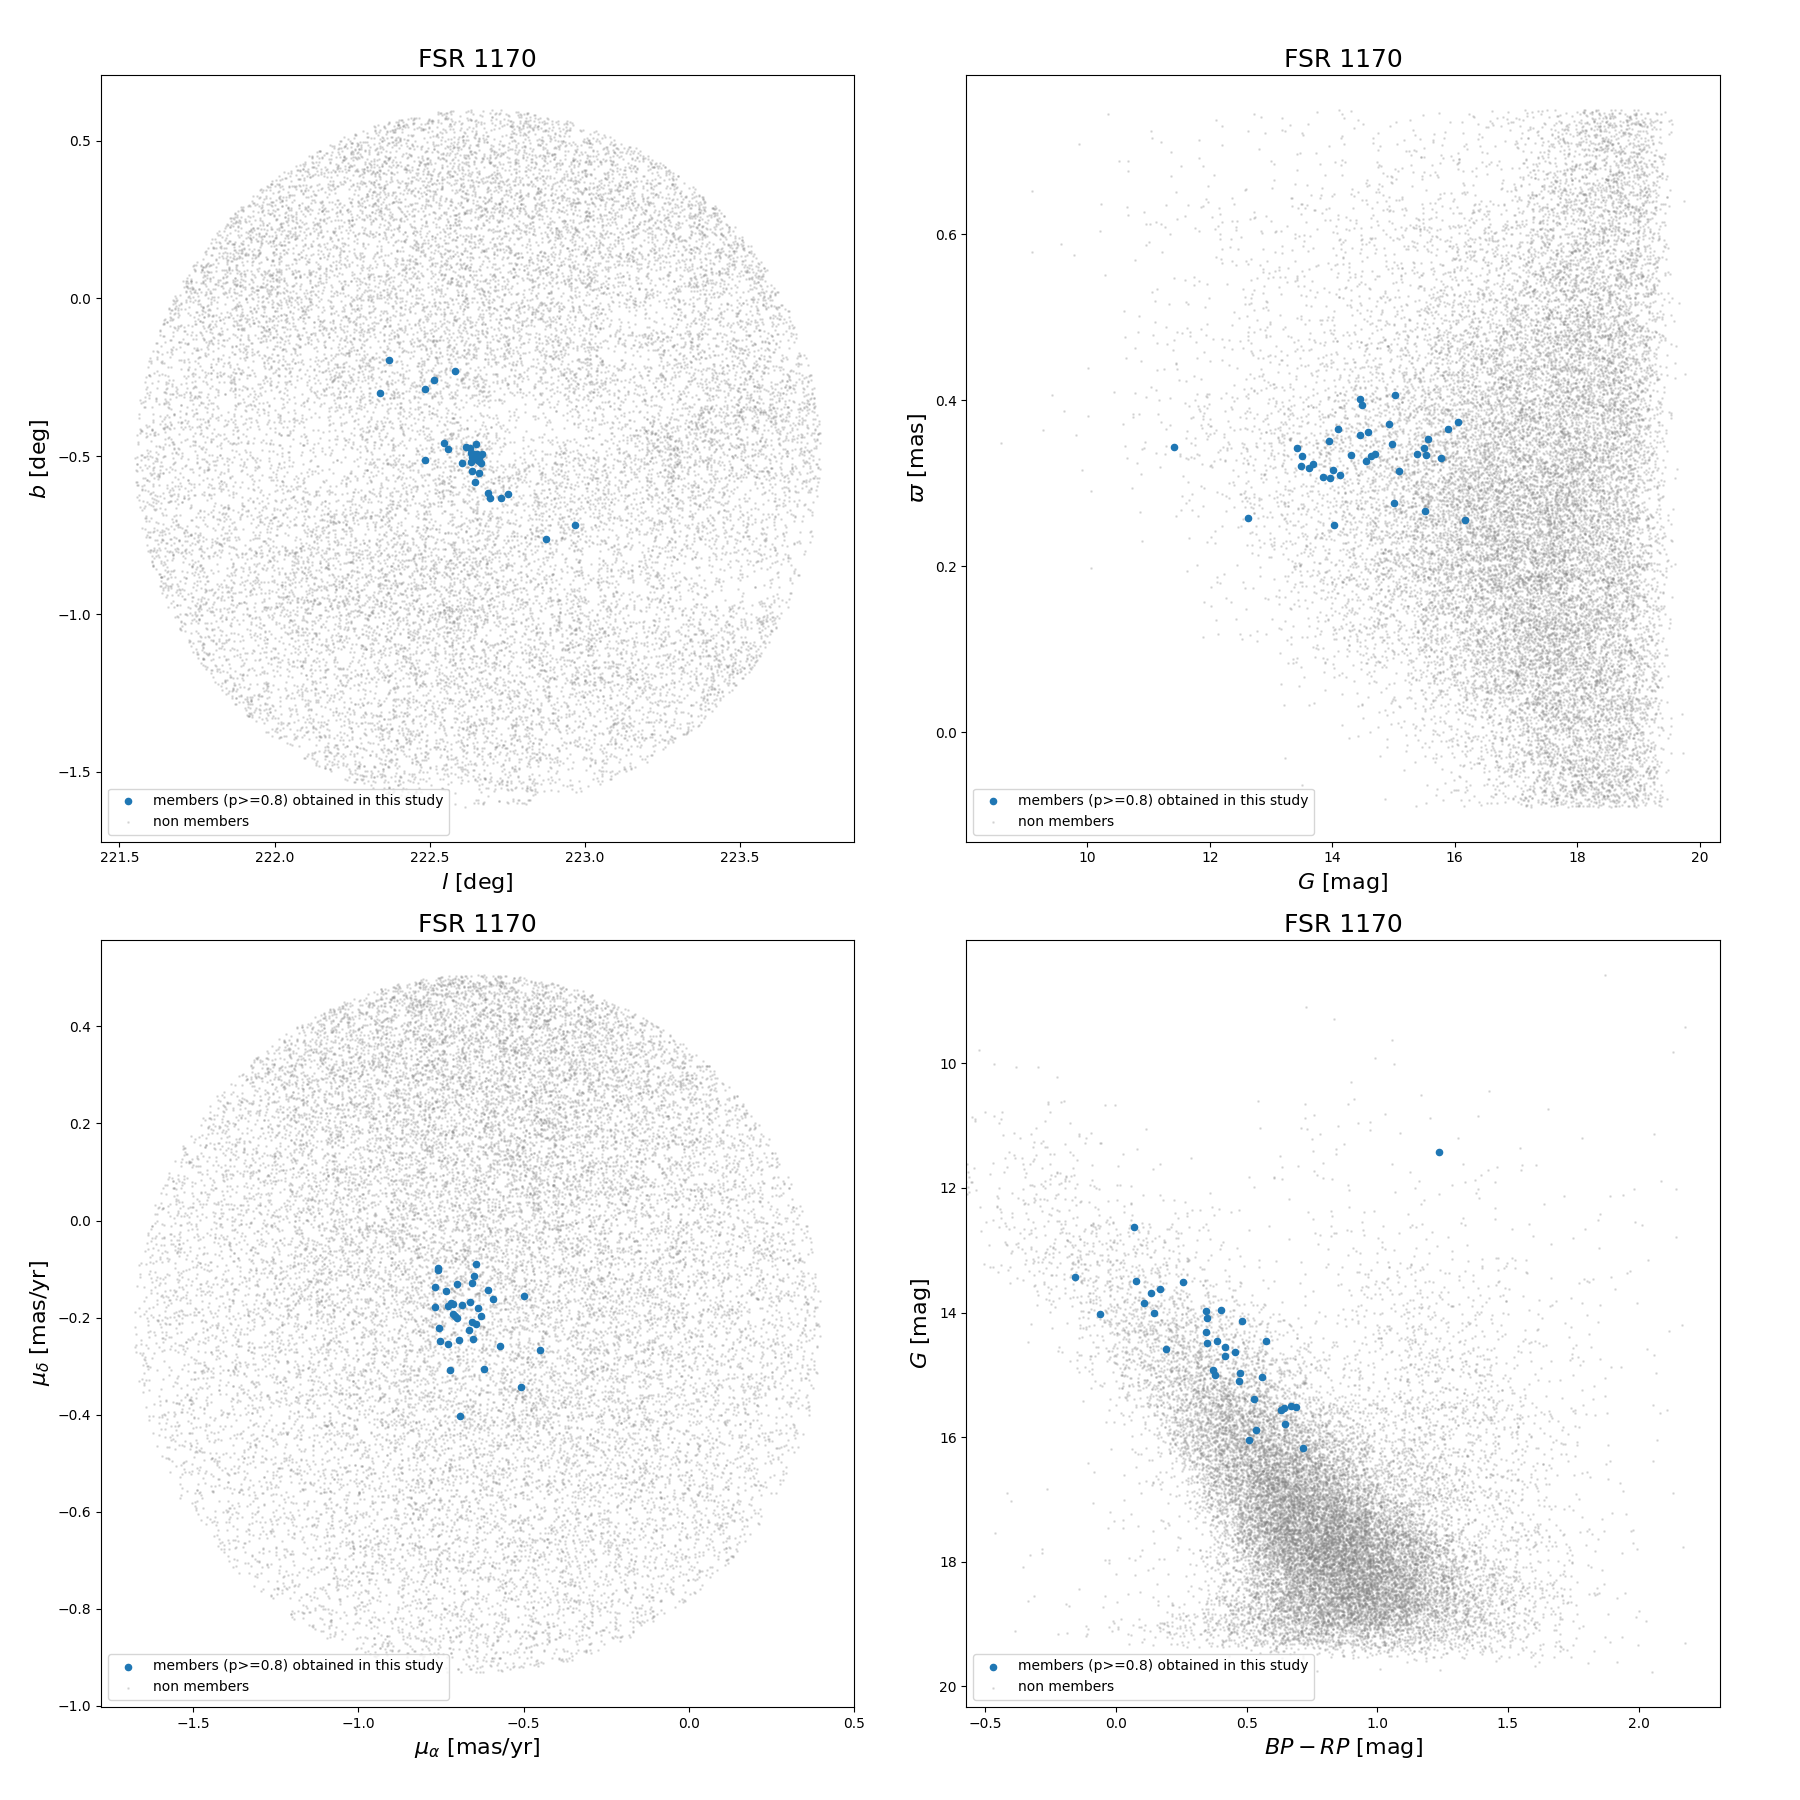 FSR 1170
0.5
0.0
−0.5
−1.0
−1.5
b [deg]
members (p>=0.8) obtained in this study
non members
221.5 222.0 222.5 223.0 223.5
l [deg]
FSR 1170
0.6
0.4
0.2
0.0
ϖ [mas]
members (p>=0.8) obtained in this study
non members
10 12 14 16 18 20
G [mag]
FSR 1170
0.4
0.2
0.0
−0.2
−0.4
−0.6
−0.8
−1.0
μδ [mas/yr]
members (p>=0.8) obtained in this study
non members
−1.5 −1.0 −0.5 0.0 0.5
μα [mas/yr]
FSR 1170
10
12
14
16
18
20
G [mag]
members (p>=0.8) obtained in this study
non members
−0.5 0.0 0.5 1.0 1.5 2.0
BP − RP [mag]